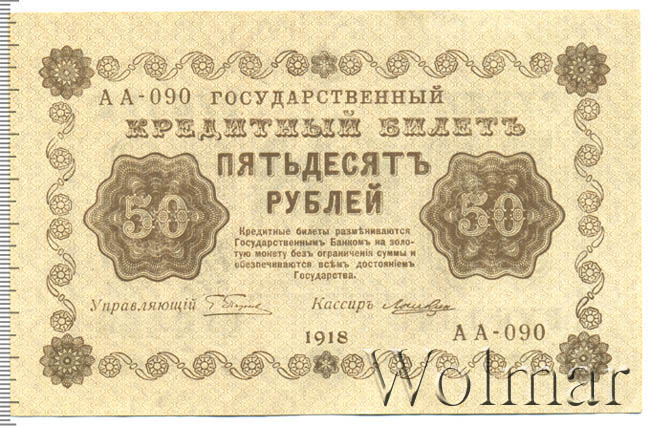 АА-090 ГОСУДАРСТВЕННЫЙ
КРЕДИТНЫЙ БИЛЕТЪ
ПЯТЬДЕСЯТЪ
РУБЛЕЙ
50
50
Кредитные билеты размѣниваются
Государственнымъ Банкомъ на золо-
тую монету безъ ограниченія суммы и
обезпечиваются всѣмъ достояніемъ
Государства.
Управляющій
Кассиръ
1918
АА-090
Wolmar